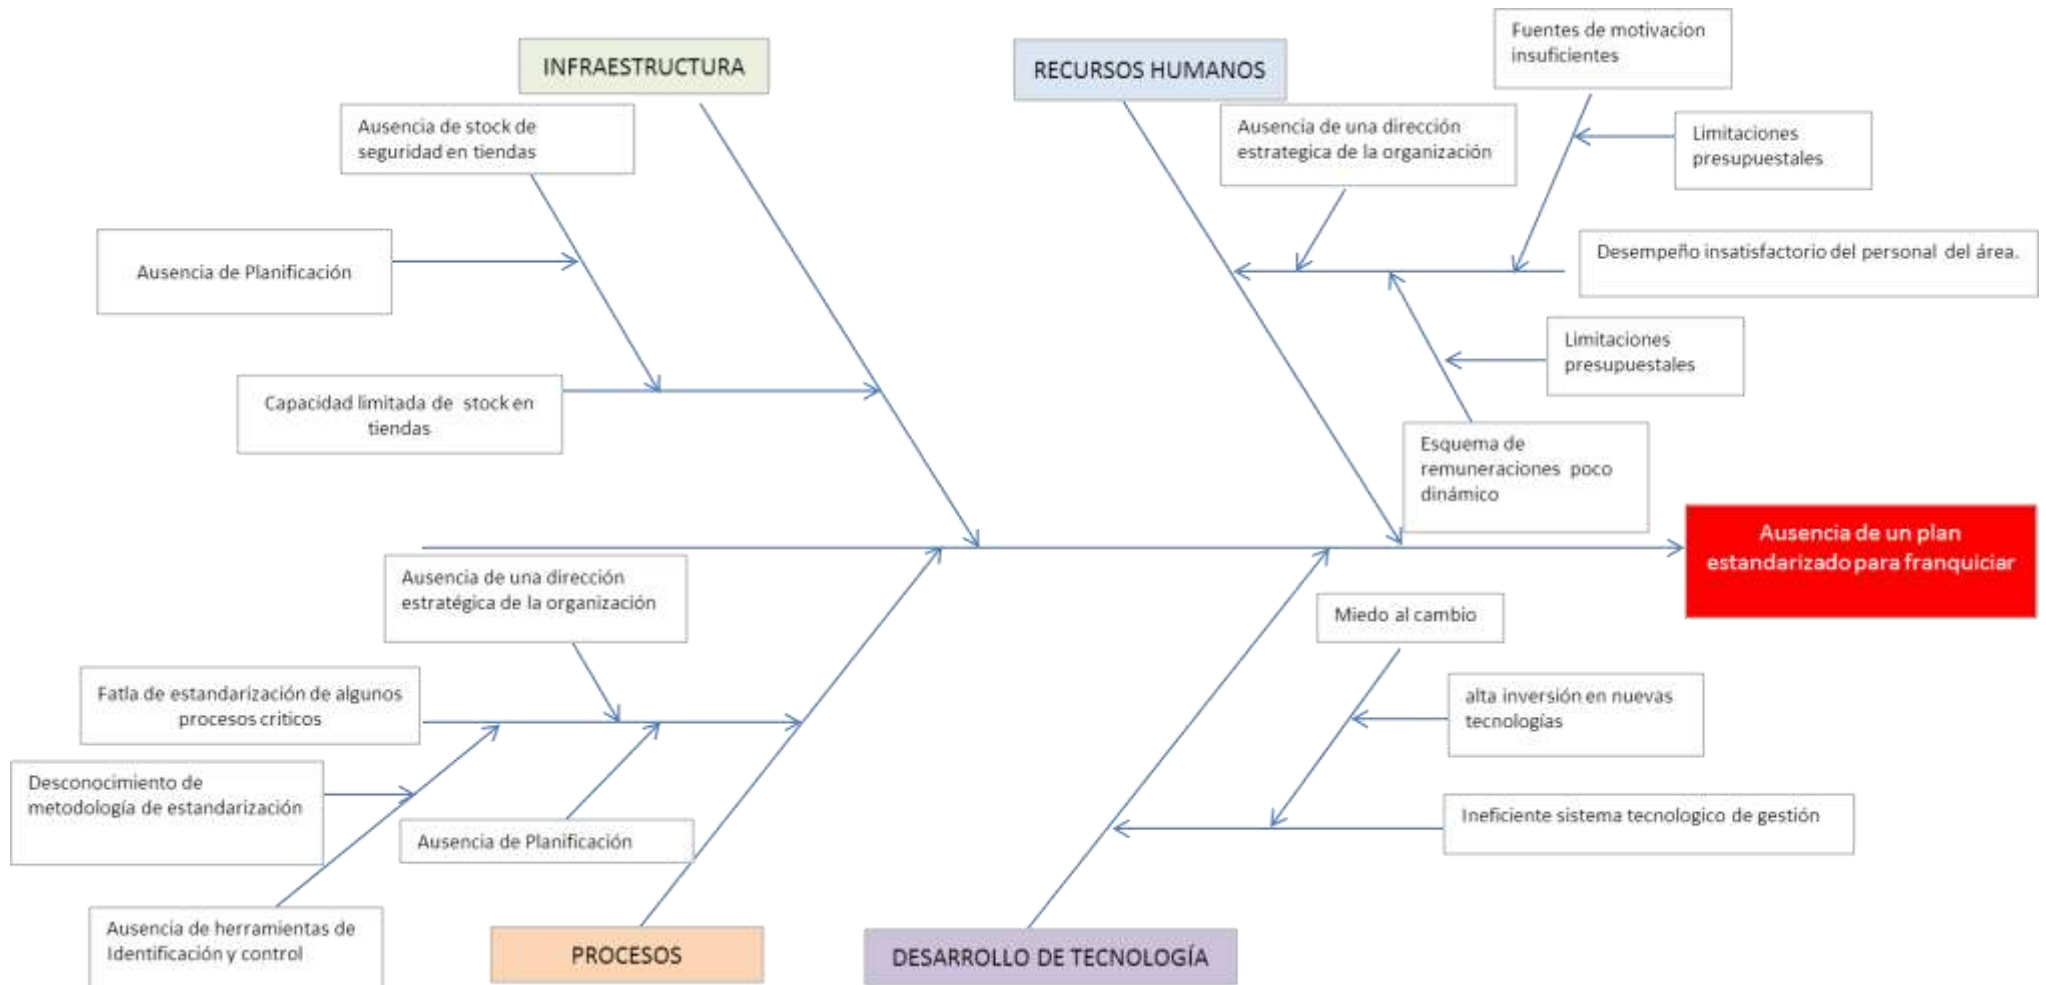 INFRAESTRUCTURA
Ausencia de stock de
seguridad en tiendas
Ausencia de Planificación
Capacidad limitada de stock en
tiendas
RECURSOS HUMANOS
Fuentes de motivacion
insuficientes
Ausencia de una dirección
estrategica de la organización
Limitaciones
presupuestales
Desempeño insatisfactorio del personal del área.
Limitaciones
presupuestales
Esquema de
remuneraciones poco
dinámico
Ausencia de un plan
estandarizado para franquiciar
Ausencia de una dirección
estratégica de la organización
Fatla de estandarización de algunos
procesos criticos
Desconocimiento de
metodología de estandarización
Ausencia de Planificación
Ausencia de herramientas de
Identificación y control
PROCESOS
Miedo al cambio
alta inversión en nuevas
tecnologías
Ineficiente sistema tecnologico de gestión
DESARROLLO DE TECNOLOGÍA